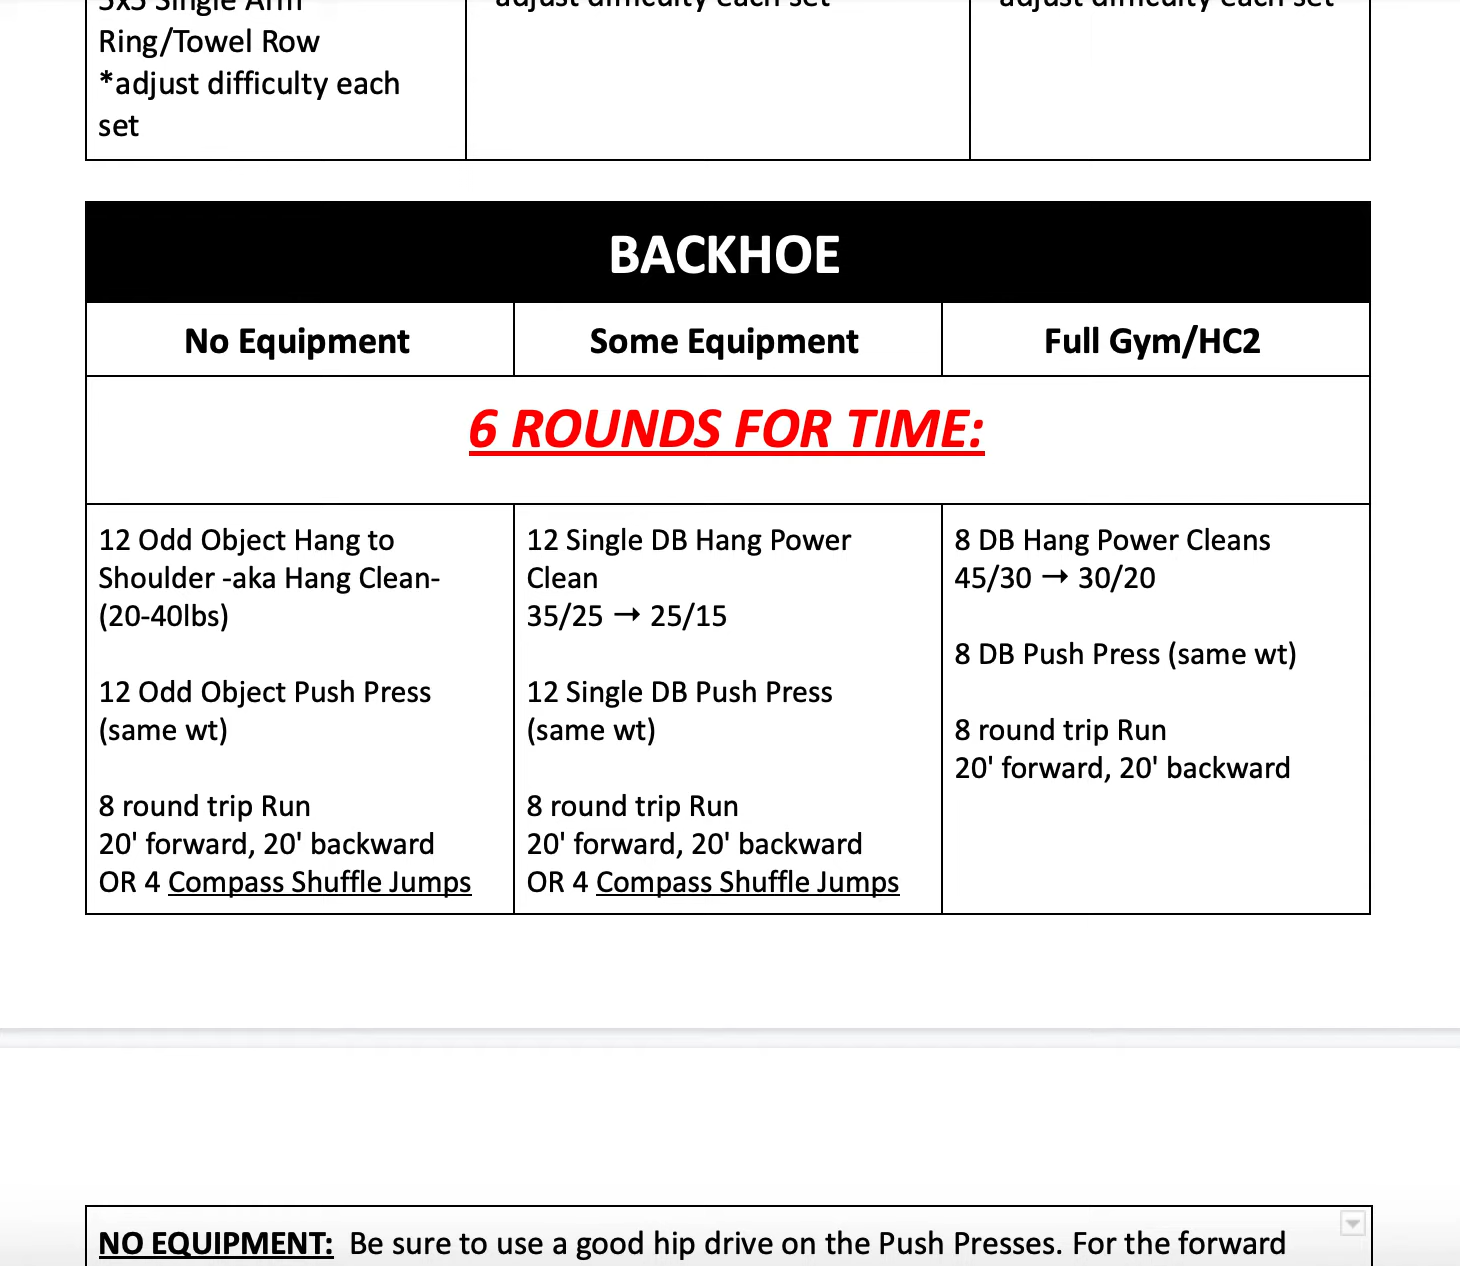 Ring/Towel Row
*adjust difficulty each
set
BACKHOE
No Equipment
Some Equipment
Full Gym/HC2
6 ROUNDS FOR TIME:
12 Odd Object Hang to
Shoulder -aka Hang Clean-
(20-40lbs)
12 Odd Object Push Press
(same wt)
8 round trip Run
20' forward, 20' backward
OR 4 Compass Shuffle Jumps
12 Single DB Hang Power
Clean
35/25 → 25/15
12 Single DB Push Press
(same wt)
8 round trip Run
20' forward, 20' backward
OR 4 Compass Shuffle Jumps
8 DB Hang Power Cleans
45/30 → 30/20
8 DB Push Press (same wt)
8 round trip Run
20' forward, 20' backward
NO EQUIPMENT: Be sure to use a good hip drive on the Push Presses. For the forward